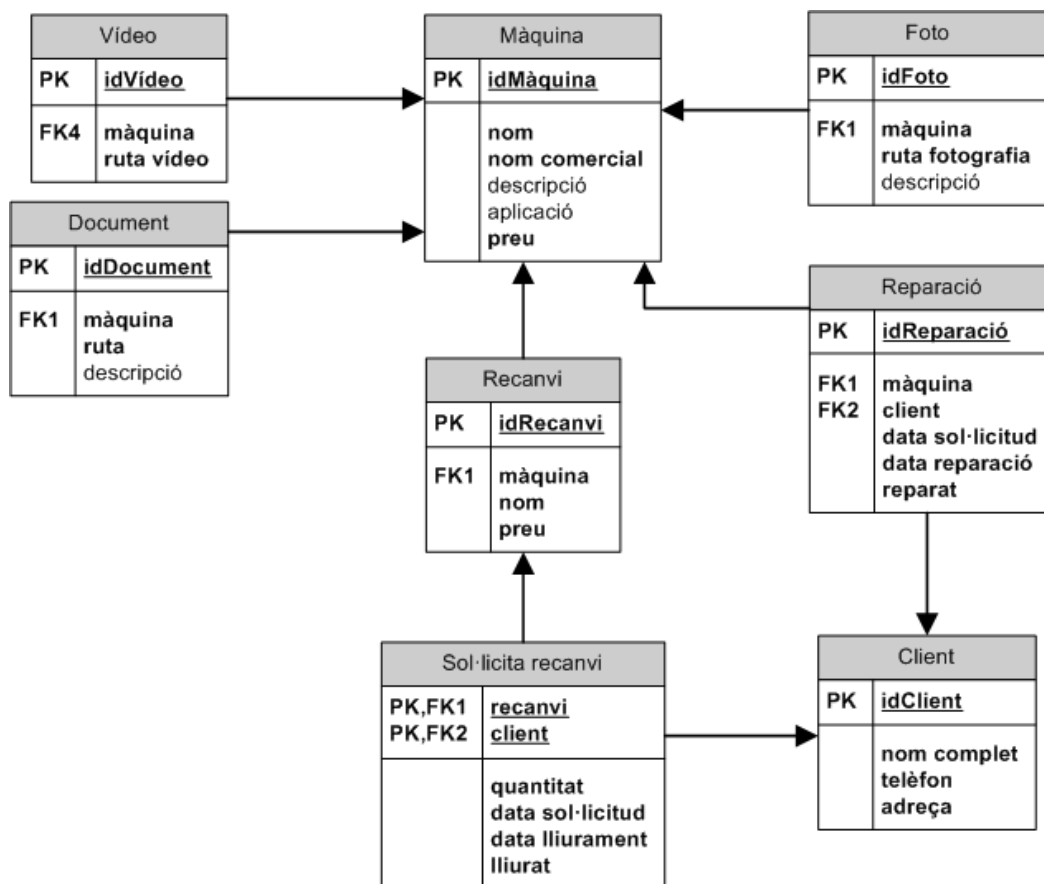 Vídeo
PK idVídeo
FK4 màquina
ruta vídeo
Màquina
PK idMàquina
nom
nom comercial
descripció
aplicació
preu
Foto
PK idFoto
FK1 màquina
ruta fotografia
descripció
Document
PK idDocument
FK1 màquina
ruta
descripció
Reparació
PK idReparació
FK1 màquina
FK2 client
data sol·licitud
data reparació
reparat
Recanvi
PK idRecanvi
FK1 màquina
nom
preu
Sol·licita recanvi
PK,FK1 recanvi
PK,FK2 client
quantitat
data sol·licitud
data lliurament
lliurat
Client
PK idClient
nom complet
telèfon
adreça